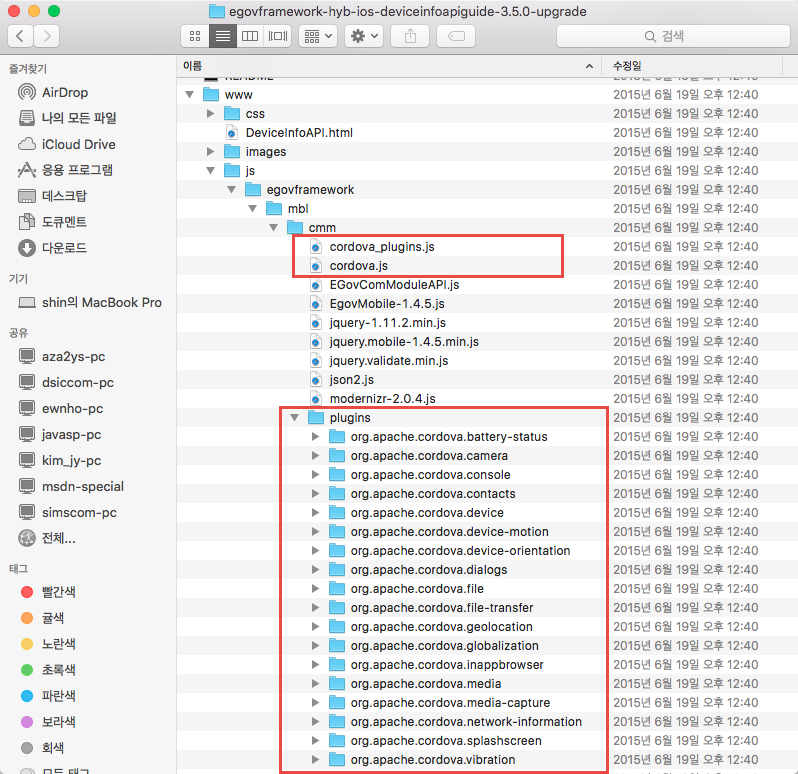 egovframework-hyb-ios-deviceinfoapiguide-3.5.0-upgrade
검색
즐겨찾기
AirDrop
나의 모든 파일
iCloud Drive
응용 프로그램
데스크탑
도큐멘트
다운로드
기기
shin의 MacBook Pro
공유
aza2ys-pc
dsiccom-pc
ewnho-pc
javasp-pc
kim_jy-pc
msdn-special
simscom-pc
전체...
태그
빨간색
귤색
노란색
초록색
파란색
보라색
회색
모든 태그
이름 수정일
README 2015년 6월 19일 오후 12:40
www 2015년 6월 19일 오후 12:40
css 2015년 6월 19일 오후 12:40
DeviceInfoAPI.html 2015년 6월 19일 오후 12:40
images 2015년 6월 19일 오후 12:40
js 2015년 6월 19일 오후 12:40
egovframework 2015년 6월 19일 오후 12:40
mbl 2015년 6월 19일 오후 12:40
cmm 2015년 6월 19일 오후 12:40
cordova_plugins.js 2015년 6월 19일 오후 12:40
cordova.js 2015년 6월 19일 오후 12:40
EGovComModuleAPI.js 2015년 6월 19일 오후 12:40
EgovMobile-1.4.5.js 2015년 6월 19일 오후 12:40
jquery-1.11.2.min.js 2015년 6월 19일 오후 12:40
jquery.mobile-1.4.5.min.js 2015년 6월 19일 오후 12:40
jquery.validate.min.js 2015년 6월 19일 오후 12:40
json2.js 2015년 6월 19일 오후 12:40
modernizr-2.0.4.js 2015년 6월 19일 오후 12:40
plugins 2015년 6월 19일 오후 12:40
org.apache.cordova.battery-status 2015년 6월 19일 오후 12:40
org.apache.cordova.camera 2015년 6월 19일 오후 12:40
org.apache.cordova.console 2015년 6월 19일 오후 12:40
org.apache.cordova.contacts 2015년 6월 19일 오후 12:40
org.apache.cordova.device 2015년 6월 19일 오후 12:40
org.apache.cordova.device-motion 2015년 6월 19일 오후 12:40
org.apache.cordova.device-orientation 2015년 6월 19일 오후 12:40
org.apache.cordova.dialogs 2015년 6월 19일 오후 12:40
org.apache.cordova.file 2015년 6월 19일 오후 12:40
org.apache.cordova.file-transfer 2015년 6월 19일 오후 12:40
org.apache.cordova.geolocation 2015년 6월 19일 오후 12:40
org.apache.cordova.globalization 2015년 6월 19일 오후 12:40
org.apache.cordova.inappbrowser 2015년 6월 19일 오후 12:40
org.apache.cordova.media 2015년 6월 19일 오후 12:40
org.apache.cordova.media-capture 2015년 6월 19일 오후 12:40
org.apache.cordova.network-information 2015년 6월 19일 오후 12:40
org.apache.cordova.splashscreen 2015년 6월 19일 오후 12:40
org.apache.cordova.vibration 2015년 6월 19일 오후 12:40